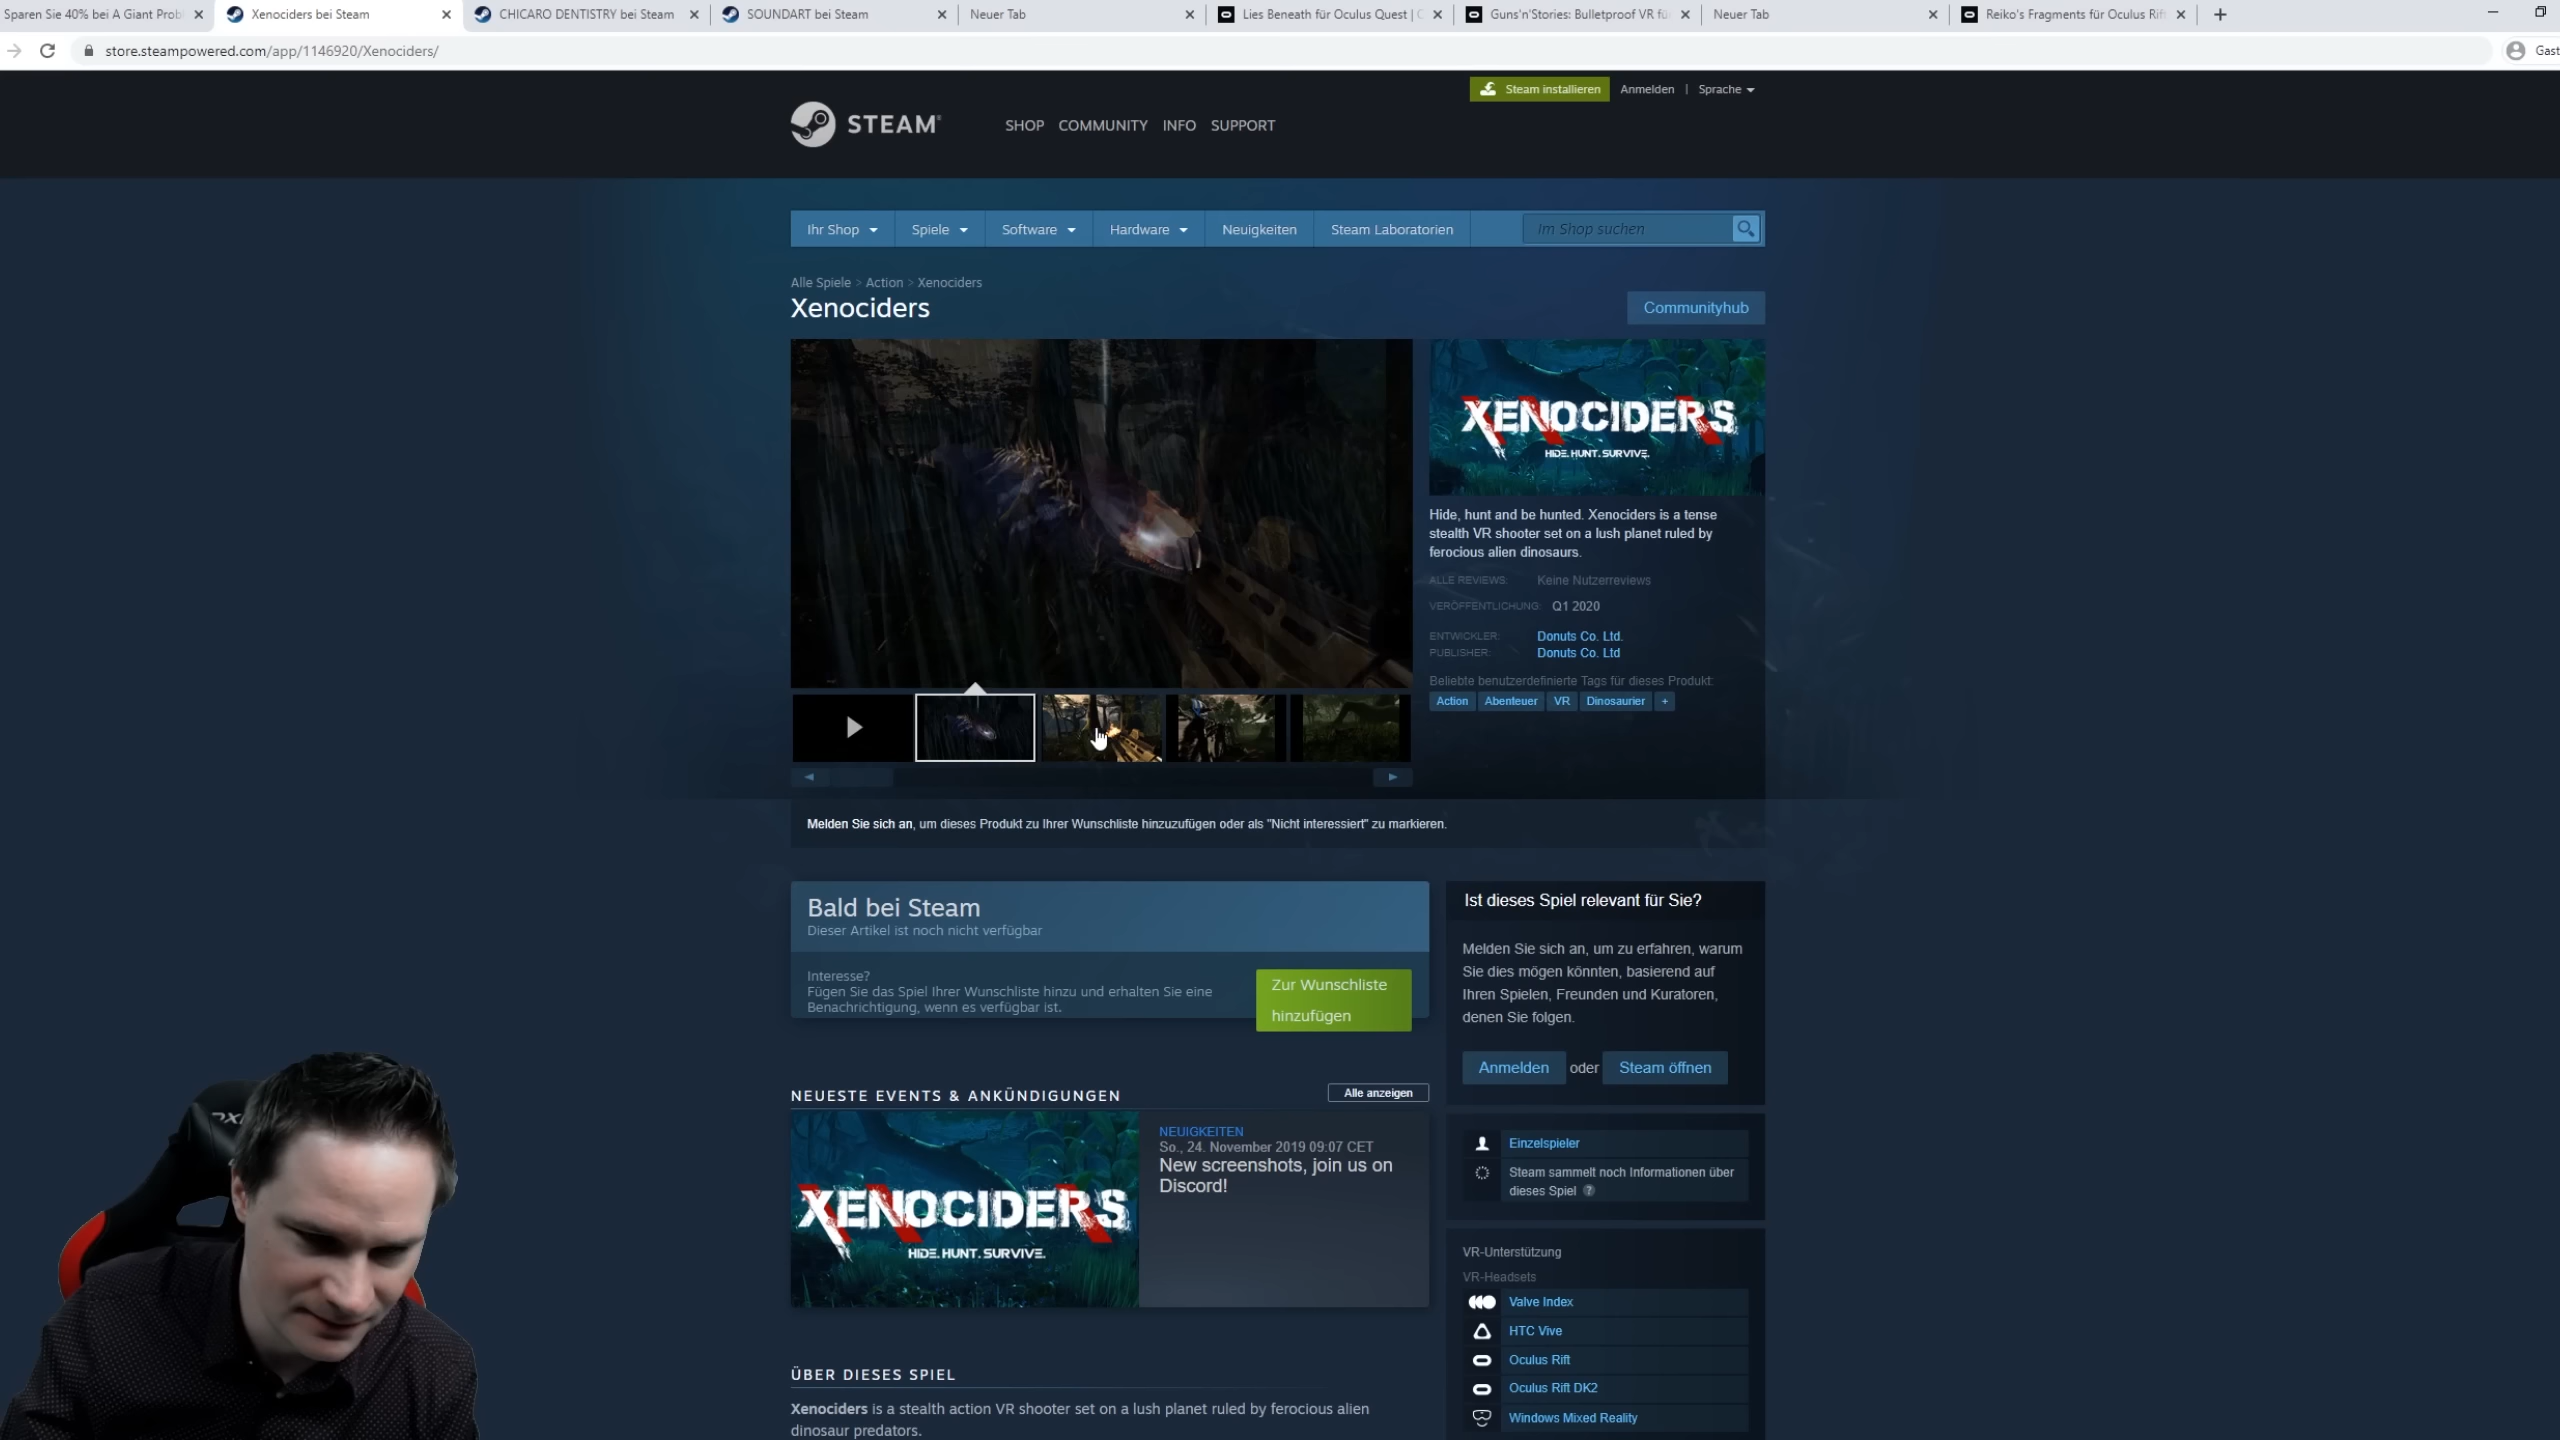 Sparen Sie 40% bei A Giant Probl
Xenociders bei Steam
CHICARO DENTISTRY bei Steam
SOUNDART bei Steam
Neuer Tab
Lies Beneath für Oculus Quest | O
Guns'n'Stories: Bulletproof VR fü
Neuer Tab
Reiko's Fragments für Oculus Rift
store.steampowered.com/app/1146920/Xenociders/
Gast
Steam installieren
Anmelden | Sprache
STEAM
SHOP COMMUNITY INFO SUPPORT
Ihr Shop Spiele Software Hardware Neuigkeiten Steam Laboratorien
Im Shop suchen
Alle Spiele > Action > Xenociders
Xenociders
Communityhub
XENOCIDERS
HIDE. HUNT. SURVIVE.
Hide, hunt and be hunted. Xenociders is a tense
stealth VR shooter set on a lush planet ruled by
ferocious alien dinosaurs.
ALLE REVIEWS: Keine Nutzerreviews
VERÖFFENTLICHUNG: Q1 2020
ENTWICKLER: Donuts Co. Ltd.
PUBLISHER: Donuts Co. Ltd
Beliebte benutzerdefinierte Tags für dieses Produkt:
Action Abenteuer VR Dinosaurier +
Melden Sie sich an, um dieses Produkt zu Ihrer Wunschliste hinzuzufügen oder als "Nicht interessiert" zu markieren.
Bald bei Steam
Dieser Artikel ist noch nicht verfügbar
Interesse?
Fügen Sie das Spiel Ihrer Wunschliste hinzu und erhalten Sie eine
Benachrichtigung, wenn es verfügbar ist.
Zur Wunschliste
hinzufügen
Ist dieses Spiel relevant für Sie?
Melden Sie sich an, um zu erfahren, warum
Sie dies mögen könnten, basierend auf
Ihren Spielen, Freunden und Kuratoren,
denen Sie folgen.
Anmelden oder Steam öffnen
NEUESTE EVENTS & ANKÜNDIGUNGEN
Alle anzeigen
XENOCIDERS
HIDE. HUNT. SURVIVE.
NEUIGKEITEN
So., 24. November 2019 09:07 CET
New screenshots, join us on
Discord!
Einzelspieler
Steam sammelt noch Informationen über
dieses Spiel ?
VR-Unterstützung
VR-Headsets
Valve Index
HTC Vive
Oculus Rift
Oculus Rift DK2
Windows Mixed Reality
ÜBER DIESES SPIEL
Xenociders is a stealth action VR shooter set on a lush planet ruled by ferocious alien
dinosaur predators.